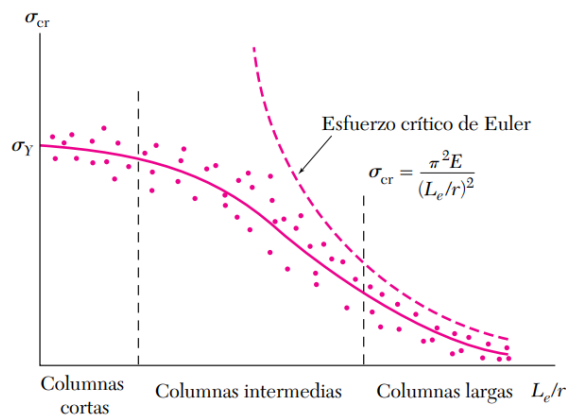 σcr
σY
Esfuerzo crítico de Euler
σcr = π²E / (Le/r)²
Columnas cortas
Columnas intermedias
Columnas largas
Le/r